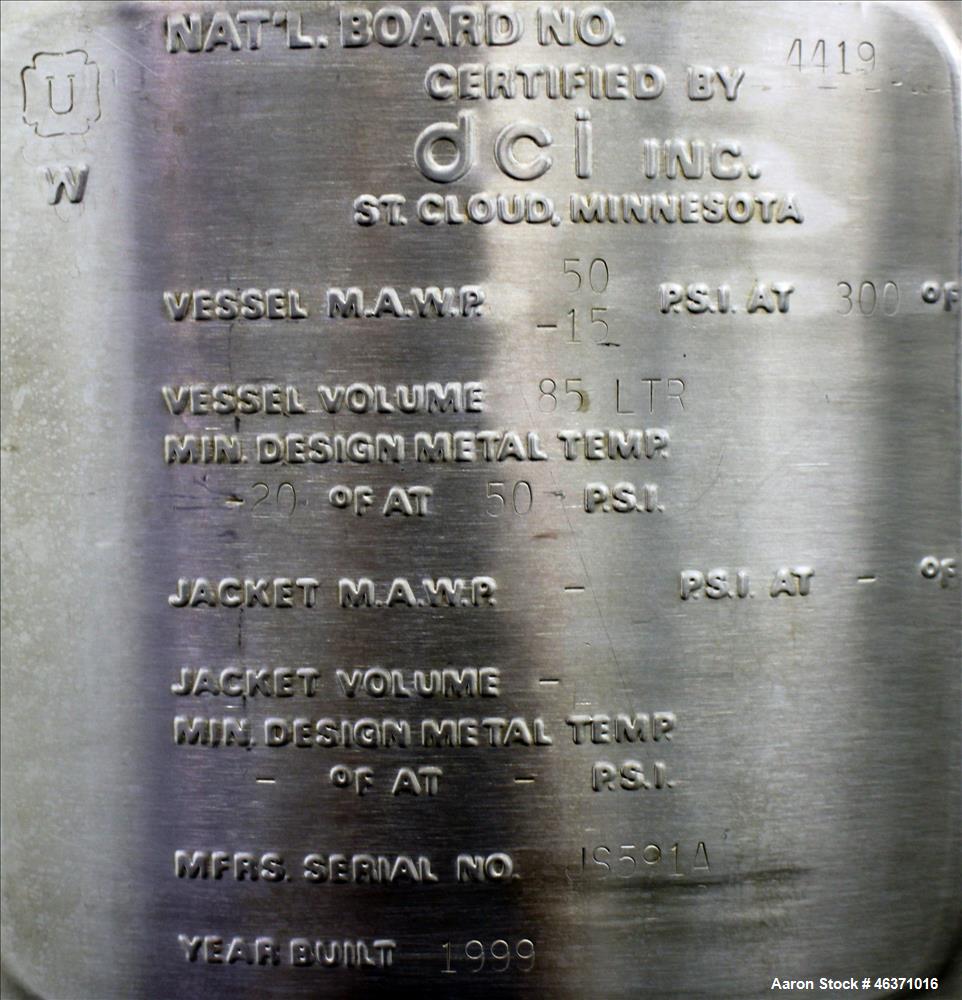 NAT'L. BOARD NO. 4419
U
CERTIFIED BY
dci INC.
W
ST. CLOUD, MINNESOTA
50
VESSEL M.A.W.P. P.S.I. AT 300 °F
-15
VESSEL VOLUME 85 LTR
MIN. DESIGN METAL TEMP.
-20 °F AT 50 P.S.I.
JACKET M.A.W.P. - P.S.I. AT - °F
JACKET VOLUME -
MIN. DESIGN METAL TEMP.
- °F AT - P.S.I.
MFRS. SERIAL NO. JS591A
YEAR BUILT 1999
Aaron Stock # 46371016